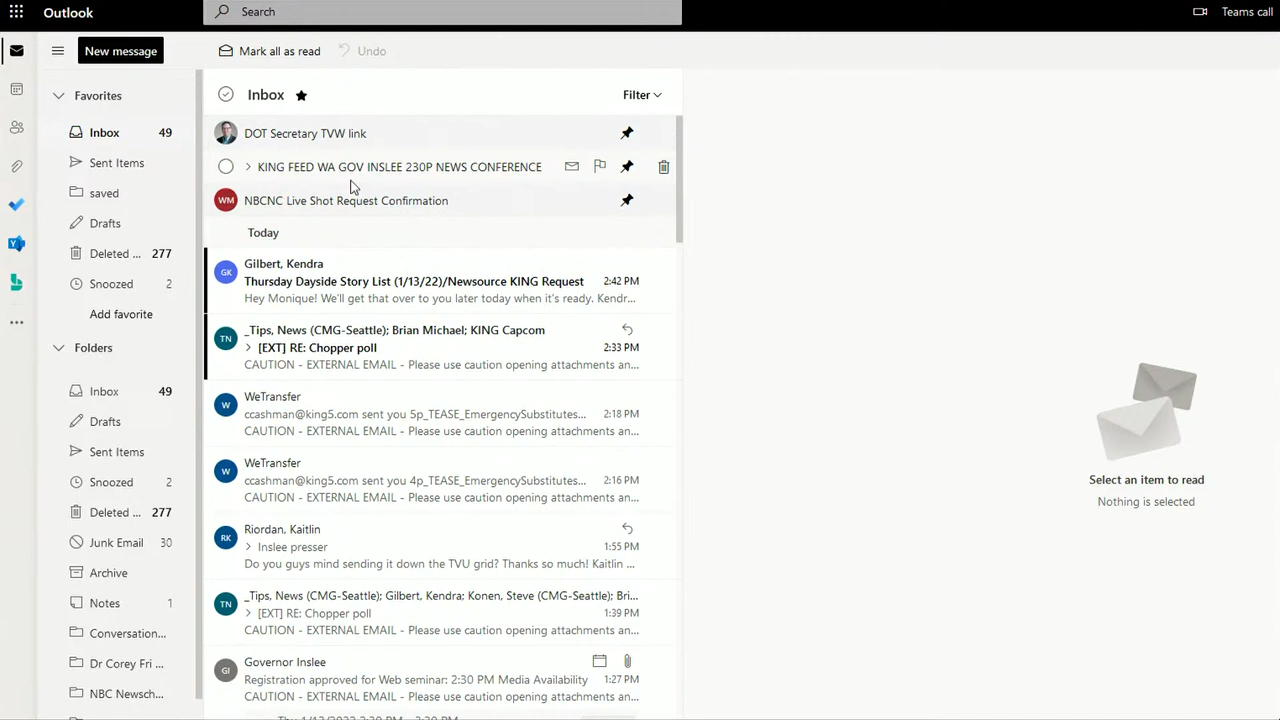 Outlook
Search
Teams call
New message
Mark all as read
Undo
Favorites
Inbox 49
Sent Items
saved
Drafts
Deleted ... 277
Snoozed 2
Add favorite
Folders
Inbox 49
Drafts
Sent Items
Snoozed 2
Deleted ... 277
Junk Email 30
Archive
Notes 1
Conversation...
Dr Corey Fri ...
NBC Newsch...
Inbox
Filter
DOT Secretary TVW link
> KING FEED WA GOV INSLEE 230P NEWS CONFERENCE
WM NBCNC Live Shot Request Confirmation
Today
GK Gilbert, Kendra
Thursday Dayside Story List (1/13/22)/Newsource KING Request 2:42 PM
Hey Monique! We'll get that over to you later today when it's ready. Kendr...
TN _Tips, News (CMG-Seattle); Brian Michael; KING Capcom
> [EXT] RE: Chopper poll 2:33 PM
CAUTION - EXTERNAL EMAIL - Please use caution opening attachments an...
W WeTransfer
ccashman@king5.com sent you 5p_TEASE_EmergencySubstitutes... 2:18 PM
CAUTION - EXTERNAL EMAIL - Please use caution opening attachments an...
W WeTransfer
ccashman@king5.com sent you 4p_TEASE_EmergencySubstitutes... 2:16 PM
CAUTION - EXTERNAL EMAIL - Please use caution opening attachments an...
RK Riordan, Kaitlin
> Inslee presser 1:55 PM
Do you guys mind sending it down the TVU grid? Thanks so much! Kaitlin ...
TN _Tips, News (CMG-Seattle); Gilbert, Kendra; Konen, Steve (CMG-Seattle); Bri...
> [EXT] RE: Chopper poll 1:39 PM
CAUTION - EXTERNAL EMAIL - Please use caution opening attachments an...
GI Governor Inslee
Registration approved for Web seminar: 2:30 PM Media Availability 1:27 PM
CAUTION - EXTERNAL EMAIL - Please use caution opening attachments an...
Select an item to read
Nothing is selected